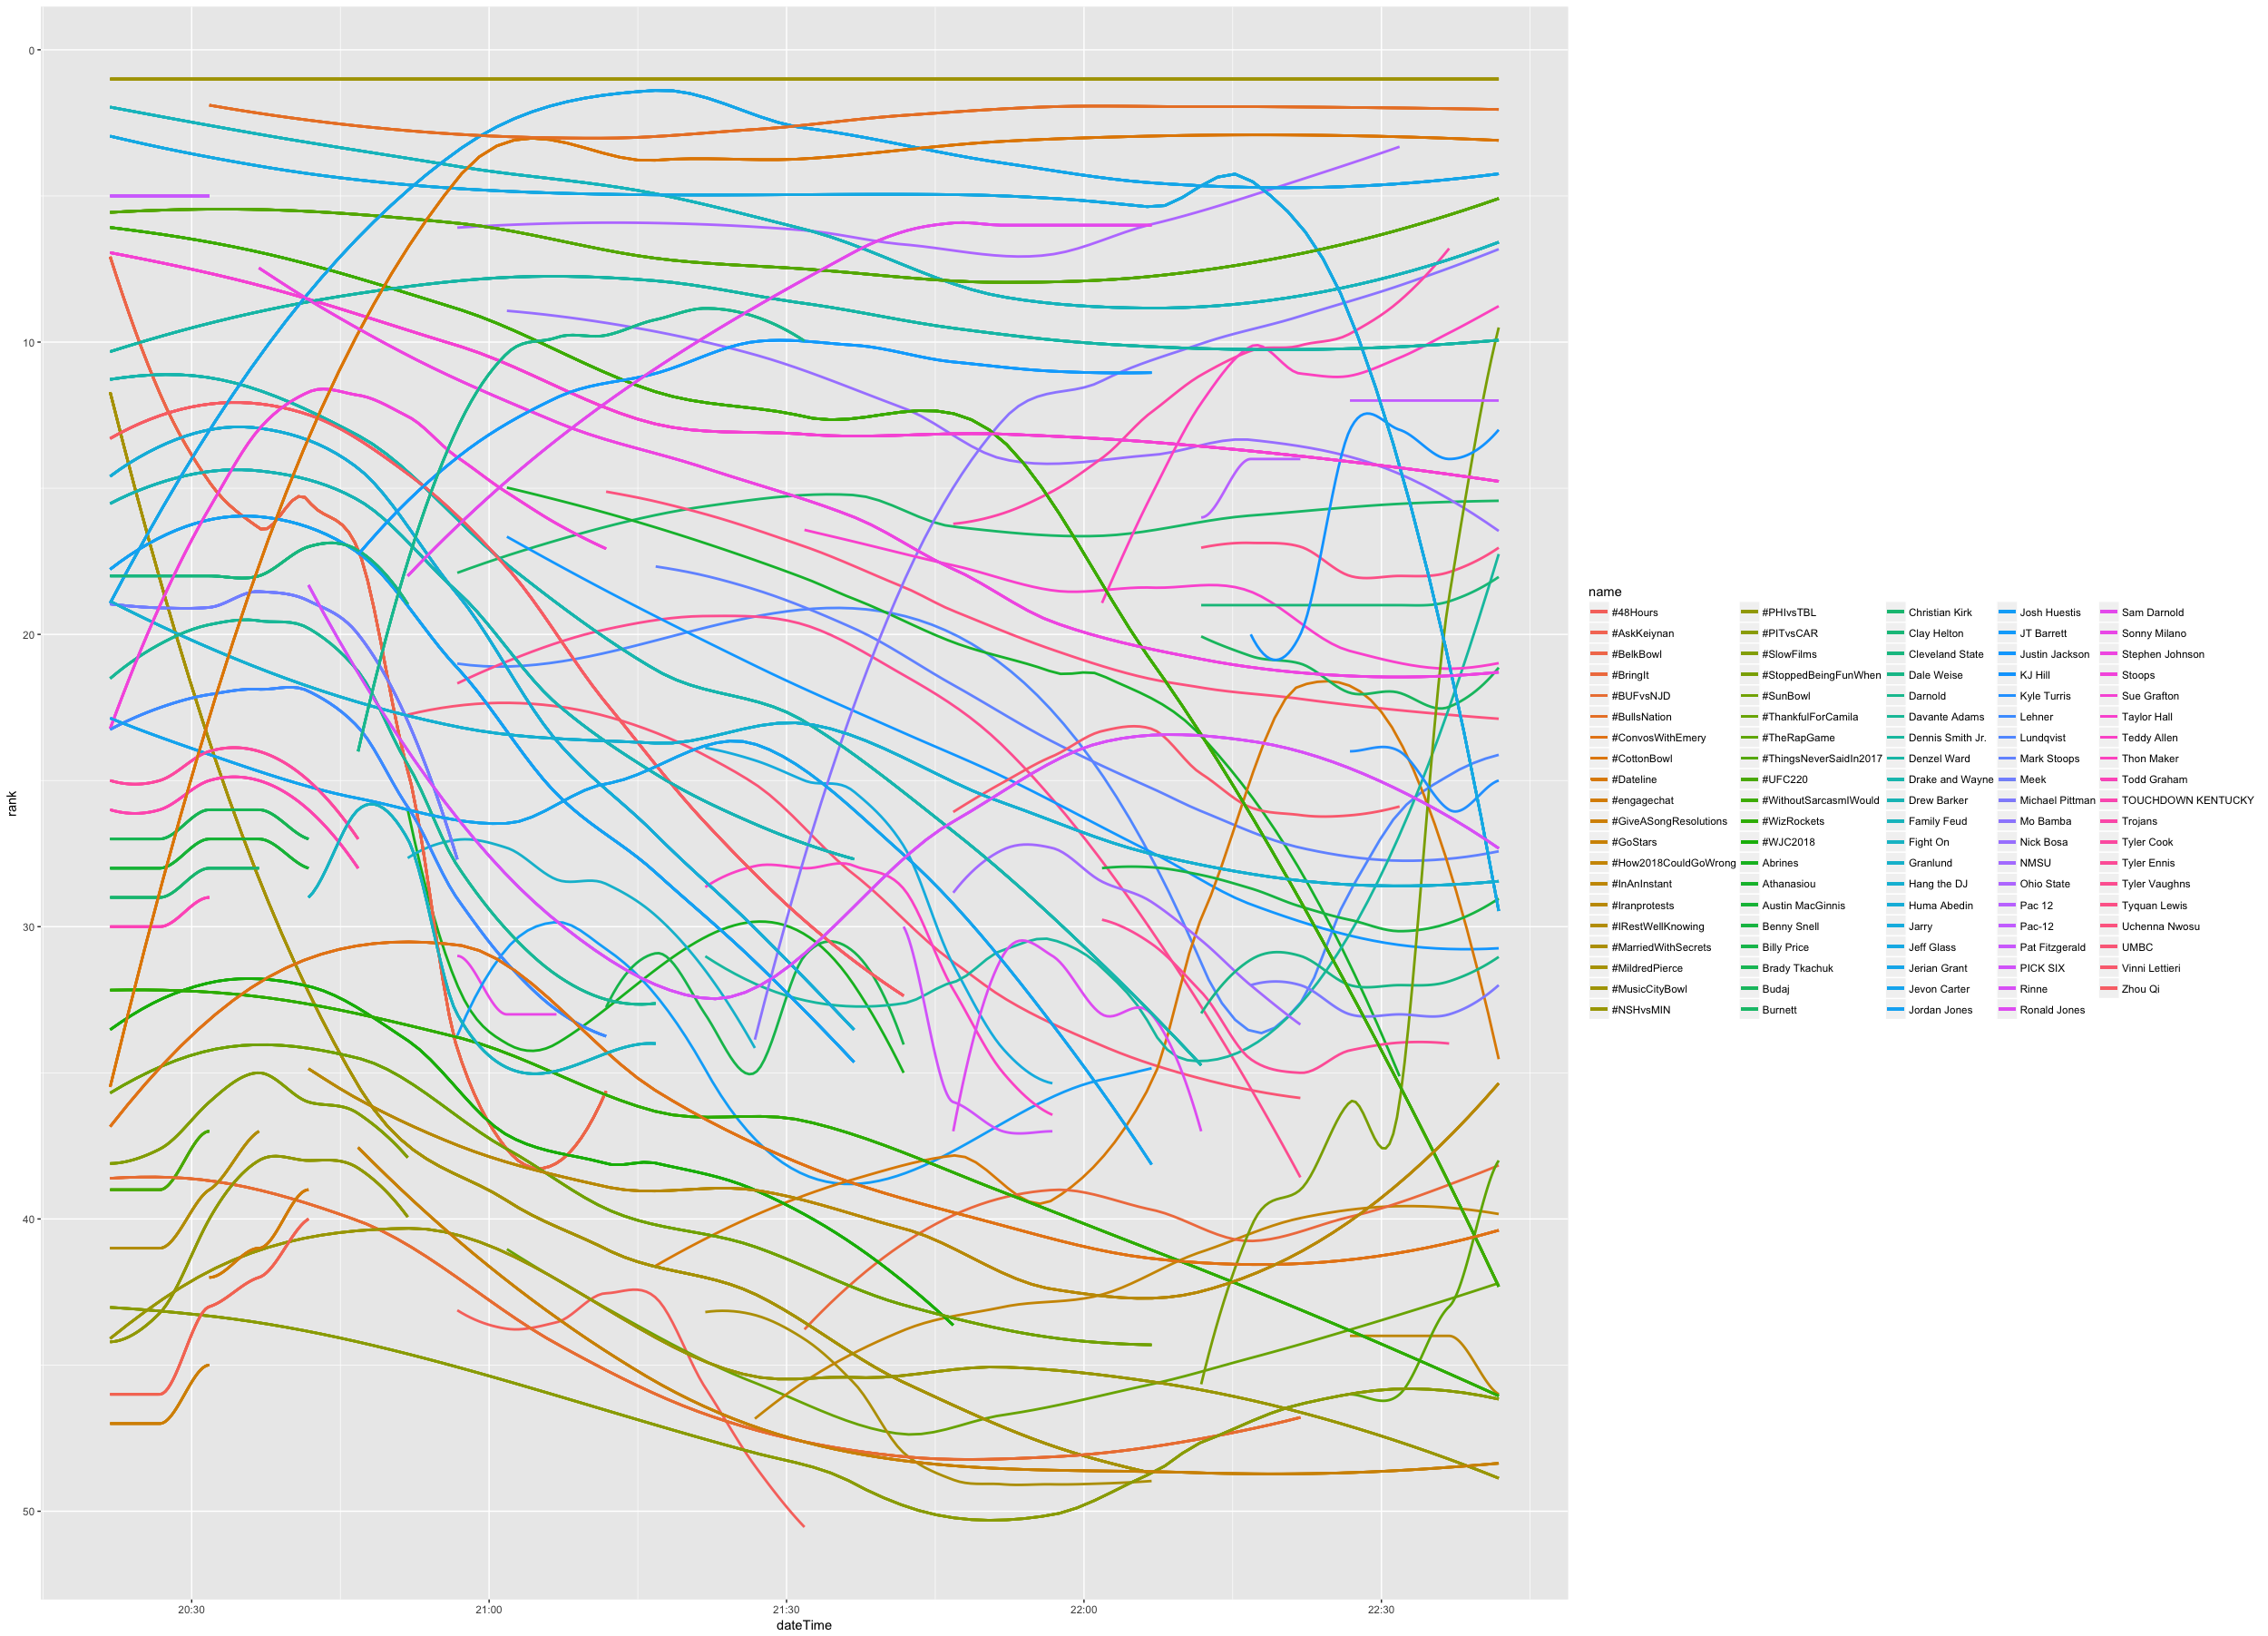 0
10
20
30
40
50
rank
20:30
21:00
21:30
22:00
22:30
dateTime
name
#48Hours
#AskKeiynan
#BelkBowl
#BringIt
#BUFvsNJD
#BullsNation
#ConvosWithEmery
#CottonBowl
#Dateline
#engagechat
#GiveASongResolutions
#GoStars
#How2018CouldGoWrong
#InAnInstant
#Iranprotests
#IRestWellKnowing
#MarriedWithSecrets
#MildredPierce
#MusicCityBowl
#NSHvsMIN
#PHIvsTBL
#PITvsCAR
#SlowFilms
#StoppedBeingFunWhen
#SunBowl
#ThankfulForCamila
#TheRapGame
#ThingsNeverSaidIn2017
#UFC220
#WithoutSarcasmIWould
#WizRockets
#WJC2018
Abrines
Athanasiou
Austin MacGinnis
Benny Snell
Billy Price
Brady Tkachuk
Budaj
Burnett
Christian Kirk
Clay Helton
Cleveland State
Dale Weise
Darnold
Davante Adams
Dennis Smith Jr.
Denzel Ward
Drake and Wayne
Drew Barker
Family Feud
Fight On
Granlund
Hang the DJ
Huma Abedin
Jarry
Jeff Glass
Jerian Grant
Jevon Carter
Jordan Jones
Josh Huestis
JT Barrett
Justin Jackson
KJ Hill
Kyle Turris
Lehner
Lundqvist
Mark Stoops
Meek
Michael Pittman
Mo Bamba
Nick Bosa
NMSU
Ohio State
Pac 12
Pac-12
Pat Fitzgerald
PICK SIX
Rinne
Ronald Jones
Sam Darnold
Sonny Milano
Stephen Johnson
Stoops
Sue Grafton
Taylor Hall
Teddy Allen
Thon Maker
Todd Graham
TOUCHDOWN KENTUCKY
Trojans
Tyler Cook
Tyler Ennis
Tyler Vaughns
Tyquan Lewis
Uchenna Nwosu
UMBC
Vinni Lettieri
Zhou Qi